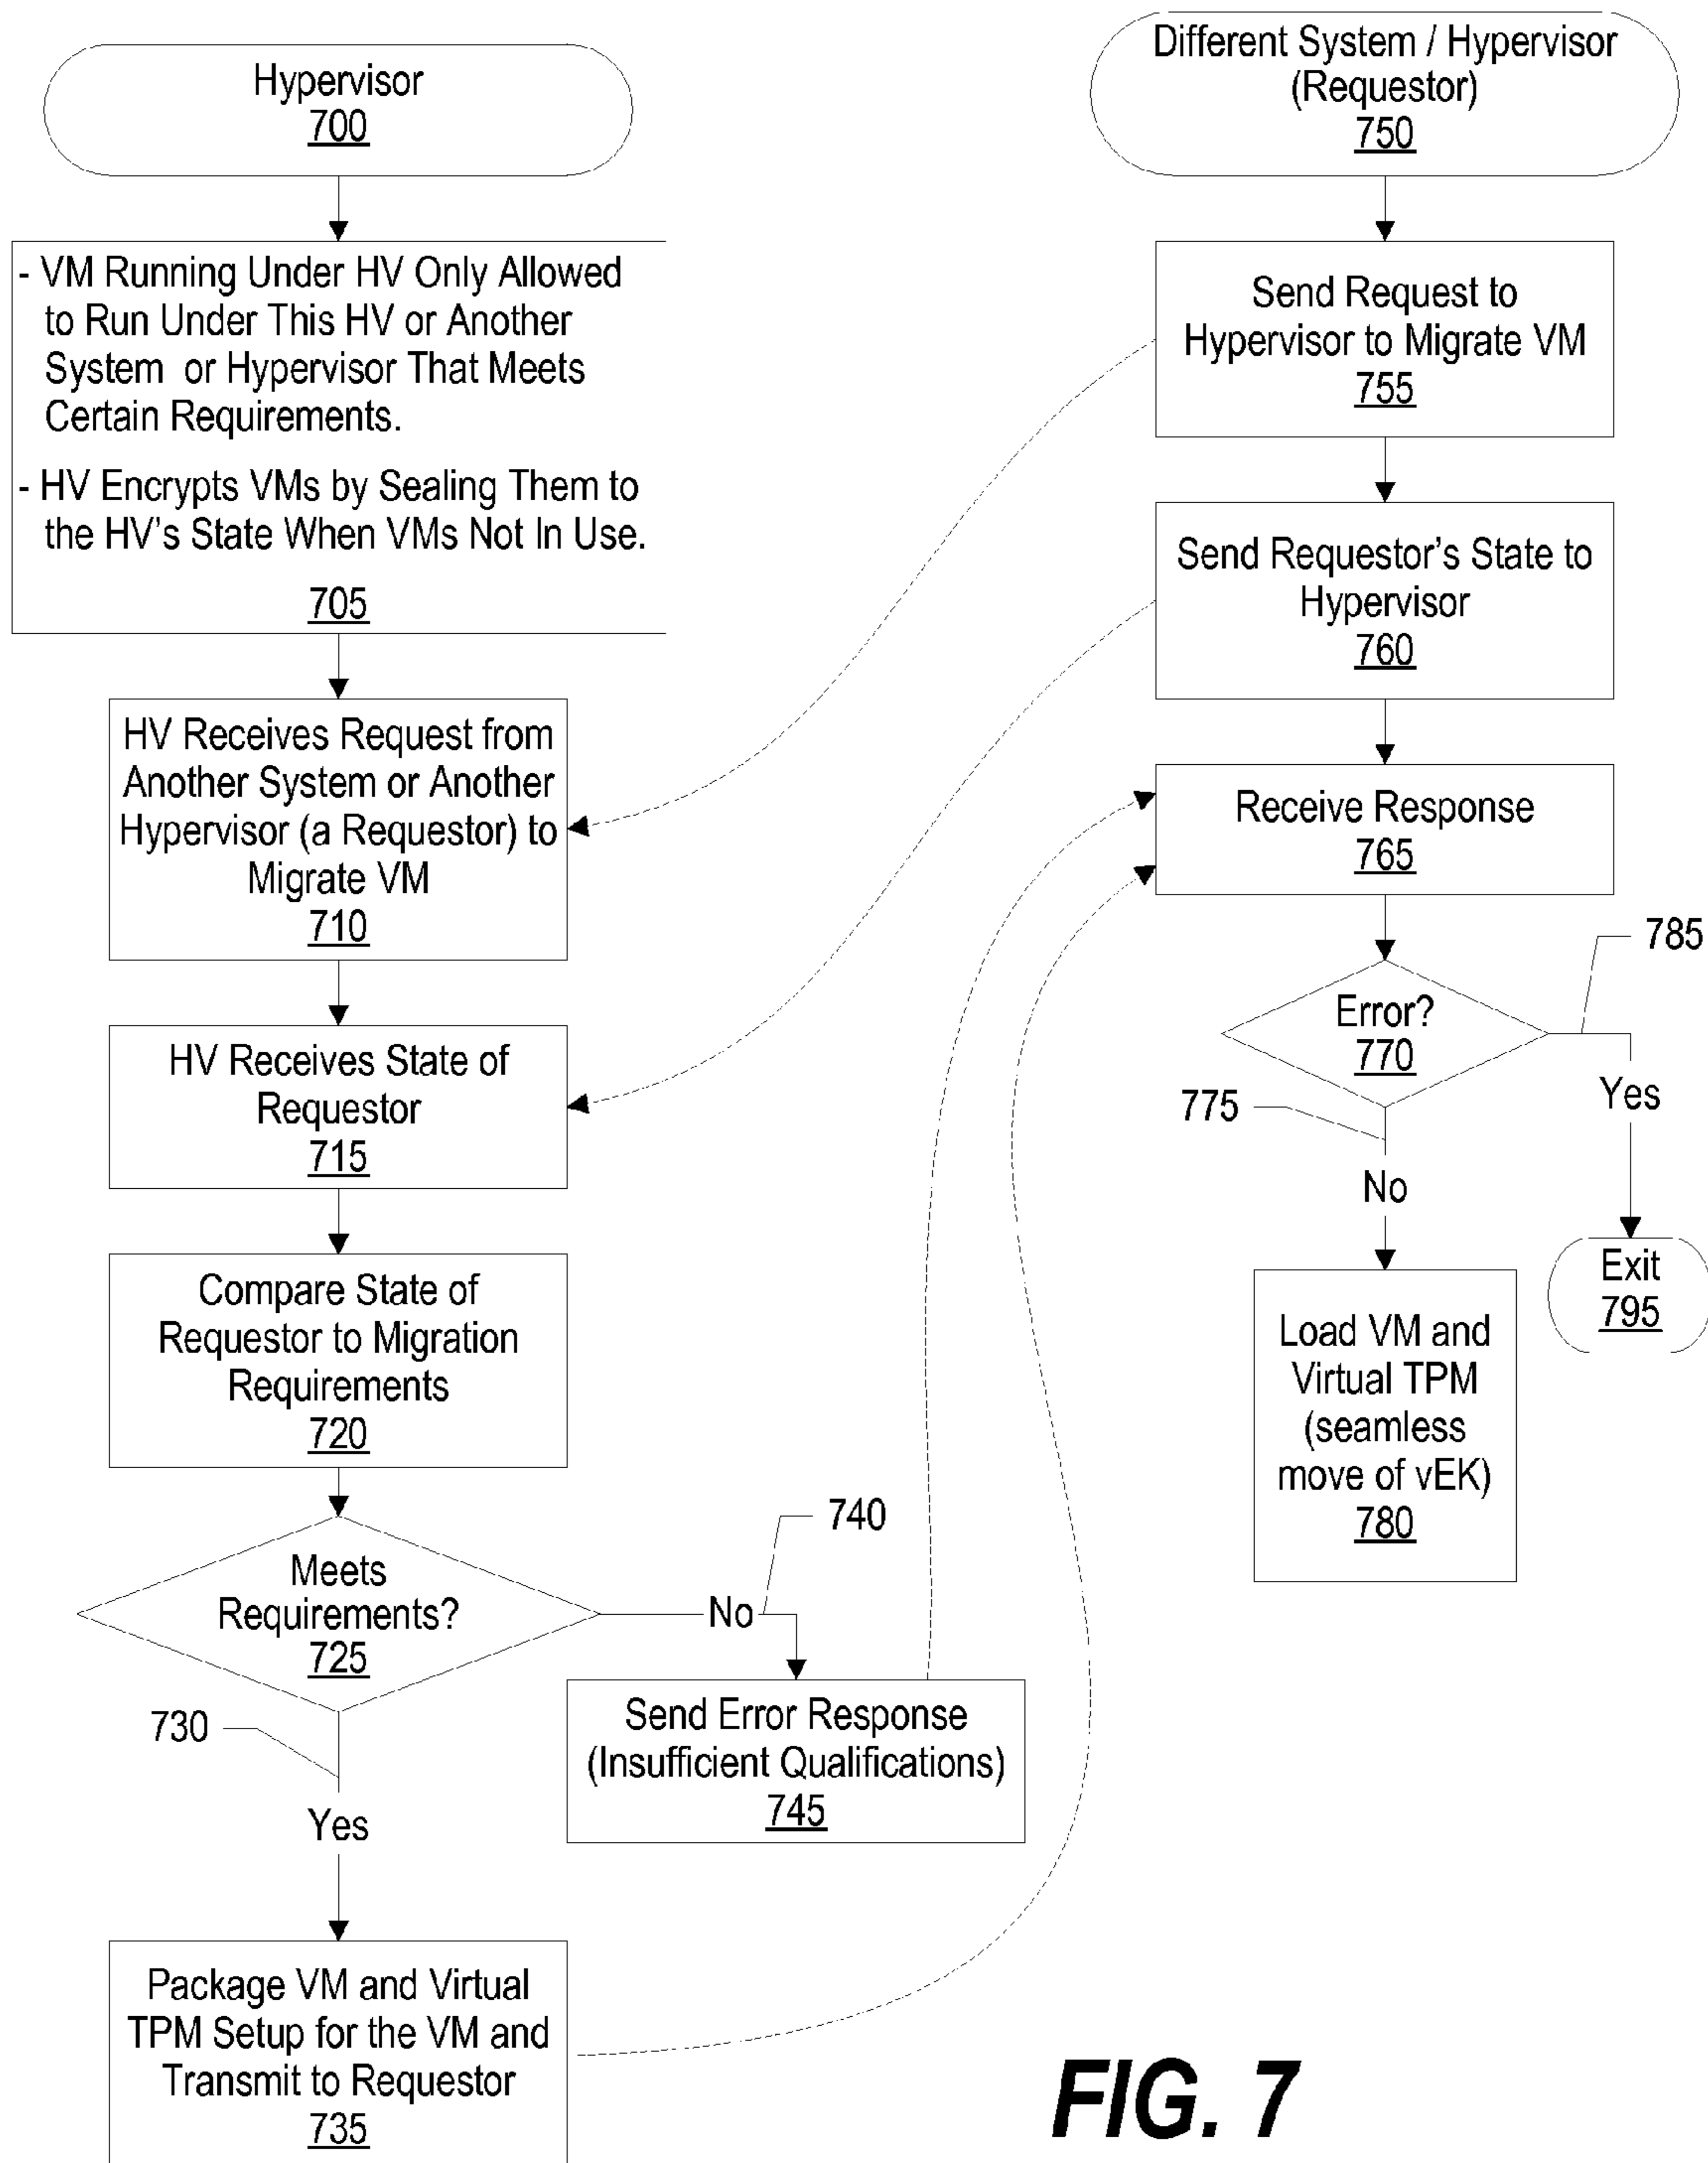 Hypervisor
700
- VM Running Under HV Only Allowed
to Run Under This HV or Another
System or Hypervisor That Meets
Certain Requirements.
- HV Encrypts VMs by Sealing Them to
the HV's State When VMs Not In Use.
705
HV Receives Request from
Another System or Another
Hypervisor (a Requestor) to
Migrate VM
710
HV Receives State of
Requestor
715
Compare State of
Requestor to Migration
Requirements
720
Meets
Requirements?
725
740
No
730
Yes
Send Error Response
(Insufficient Qualifications)
745
Package VM and Virtual
TPM Setup for the VM and
Transmit to Requestor
735
Different System / Hypervisor
(Requestor)
750
Send Request to
Hypervisor to Migrate VM
755
Send Requestor's State to
Hypervisor
760
Receive Response
765
785
Error?
770
Yes
775
No
Exit
795
Load VM and
Virtual TPM
(seamless
move of vEK)
780
FIG. 7